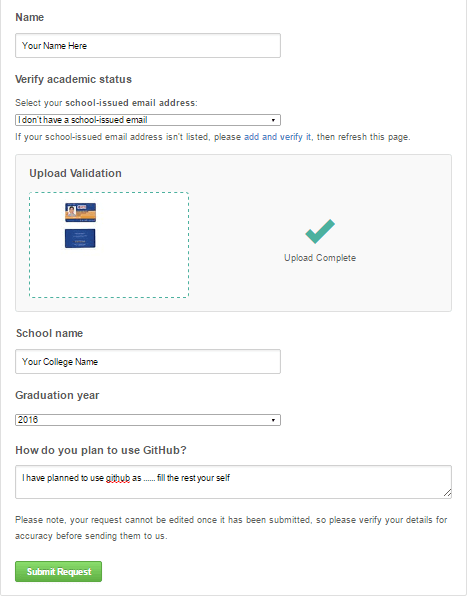 Name
Your Name Here
Verify academic status
Select your school-issued email address:
I don't have a school-issued email
If your school-issued email address isn't listed, please add and verify it, then refresh this page.
Upload Validation
Upload Complete
School name
Your College Name
Graduation year
2016
How do you plan to use GitHub?
I have planned to use github as ...... fill the rest your self
Please note, your request cannot be edited once it has been submitted, so please verify your details for
accuracy before sending them to us.
Submit Request